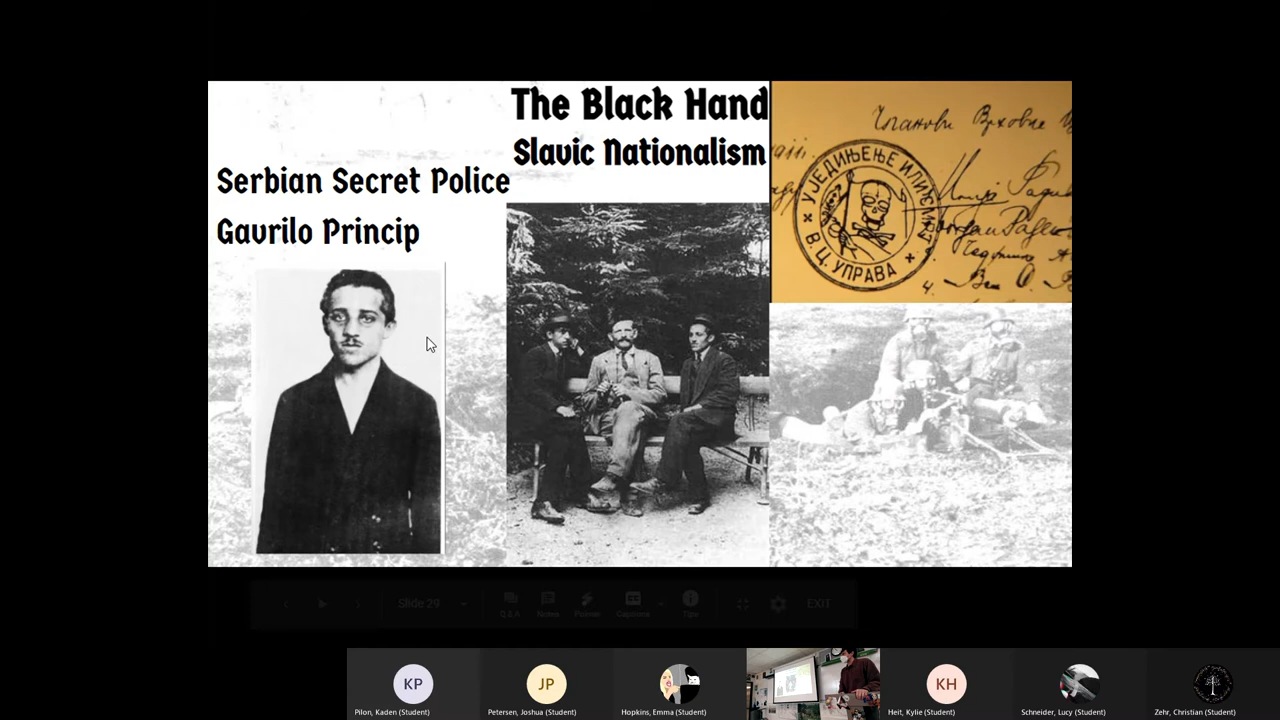 The Black Hand
Slavic Nationalism
Serbian Secret Police
Gavrilo Princip
УЈЕДИЊЕЊЕ ИЛИ СМРТ
В. Ц. УПРАВА
Чланови Врховне
Slide 29
Q & A
Notes
Pointer
Captions
Tips
EXIT
KP
JP
KH
Pilon, Kaden (Student)
Petersen, Joshua (Student)
Hopkins, Emma (Student)
Heit, Kylie (Student)
Schneider, Lucy (Student)
Zehr, Christian (Student)